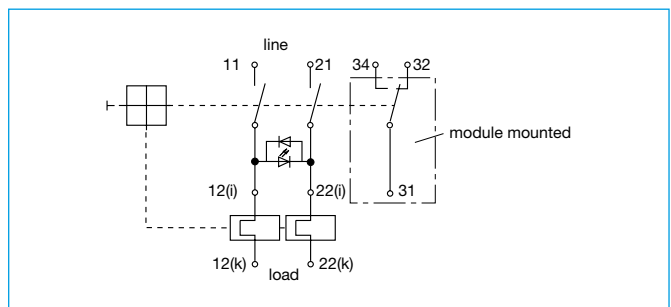 line
11 21 34 32
module mounted
12(i) 22(i) 31
12(k) 22(k)
load